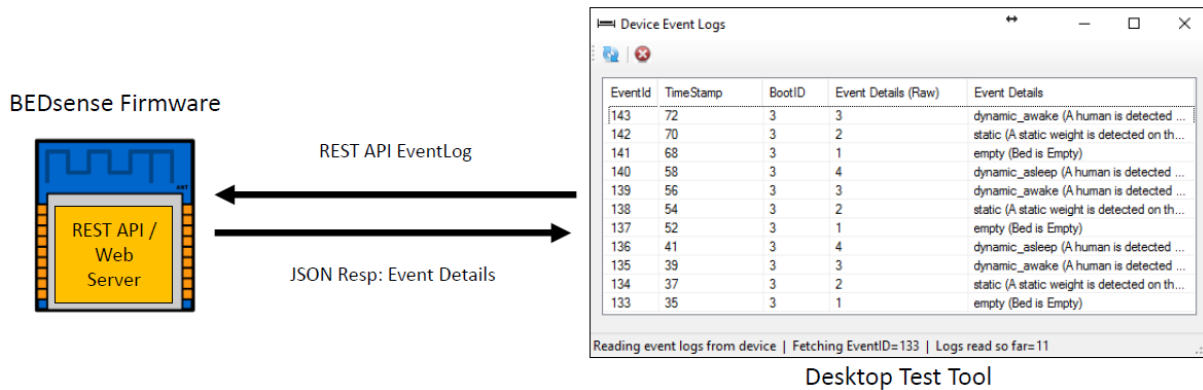 BEDsense Firmware
ANT
REST API /
Web
Server
REST API EventLog
JSON Resp: Event Details
Device Event Logs
EventId TimeStamp BootID Event Details (Raw) Event Details
143 72 3 3 dynamic_awake (A human is detected ...
142 70 3 2 static (A static weight is detected on th...
141 68 3 1 empty (Bed is Empty)
140 58 3 4 dynamic_asleep (A human is detected ...
139 56 3 3 dynamic_awake (A human is detected ...
138 54 3 2 static (A static weight is detected on th...
137 52 3 1 empty (Bed is Empty)
136 41 3 4 dynamic_asleep (A human is detected ...
135 39 3 3 dynamic_awake (A human is detected ...
134 37 3 2 static (A static weight is detected on th...
133 35 3 1 empty (Bed is Empty)
Reading event logs from device | Fetching EventID=133 | Logs read so far=11
Desktop Test Tool